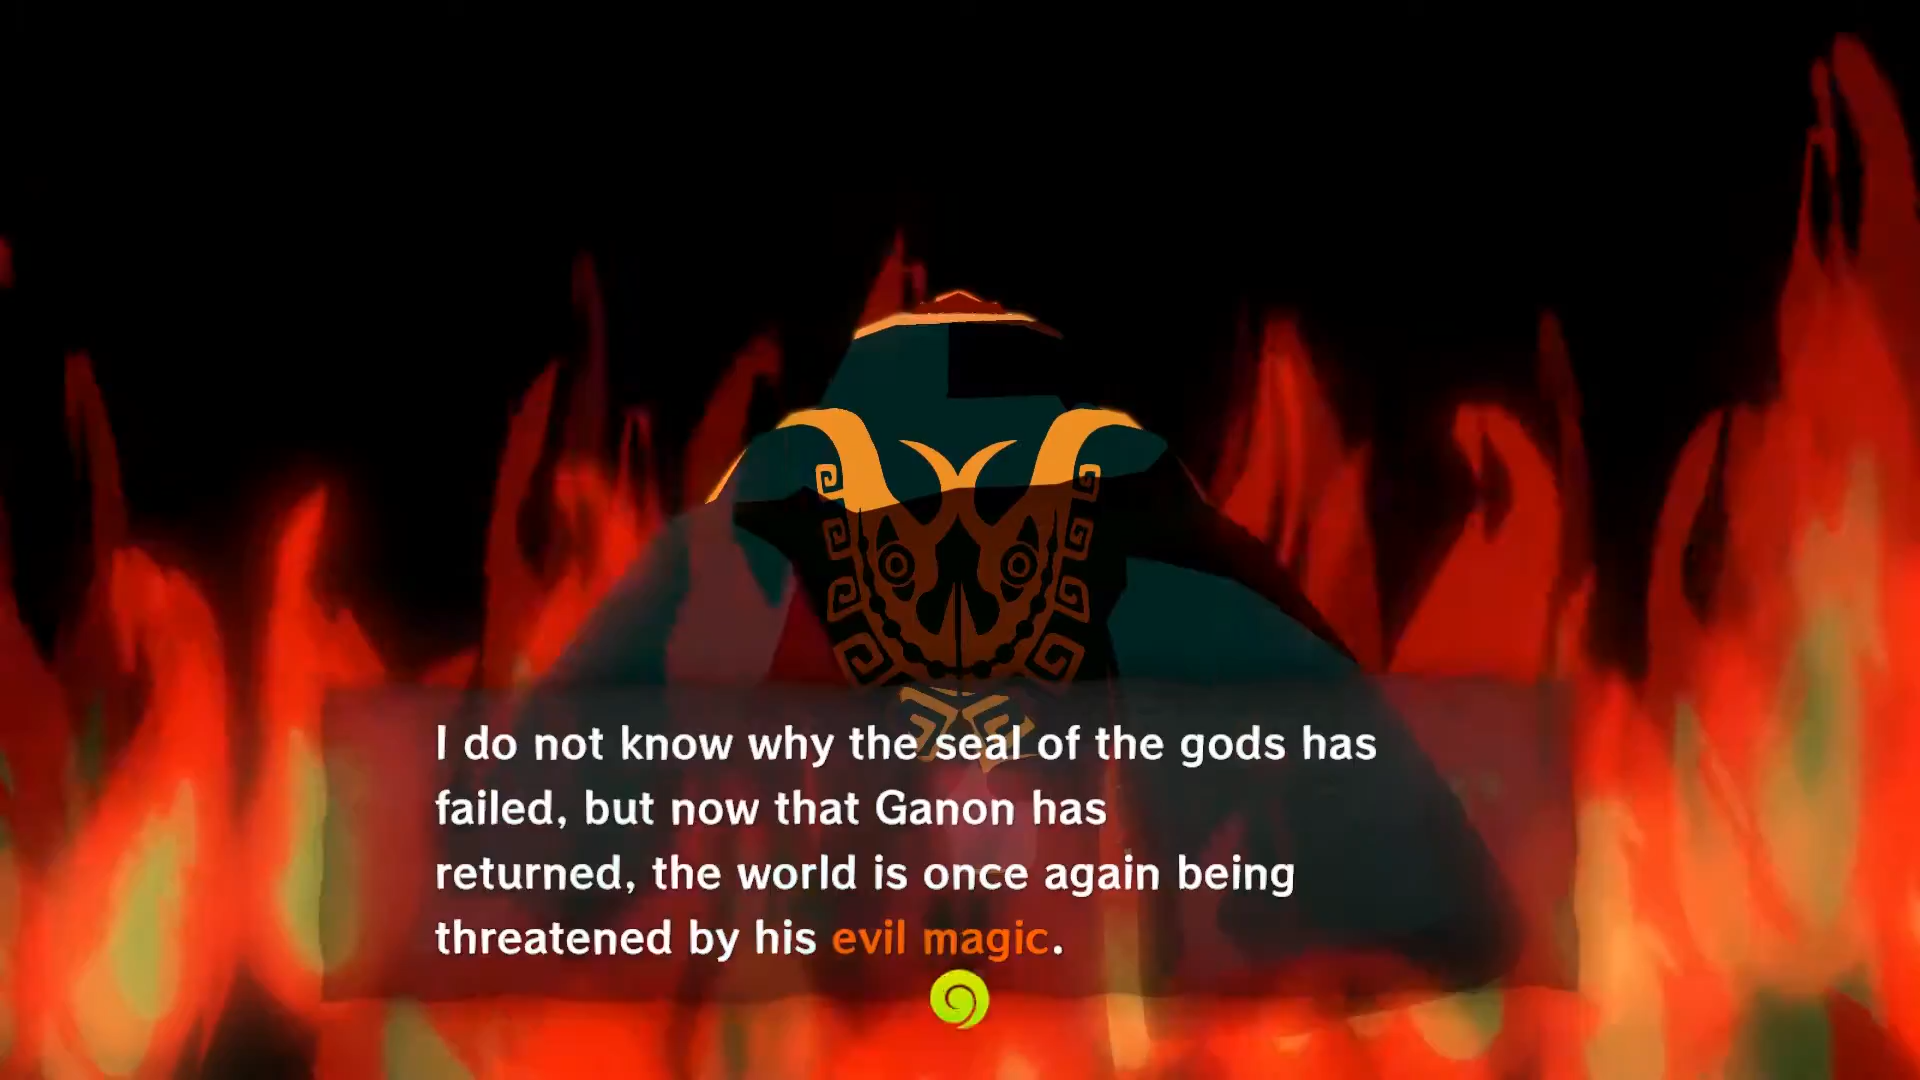 I do not know why the seal of the gods has
failed, but now that Ganon has
returned, the world is once again being
threatened by his evil magic.